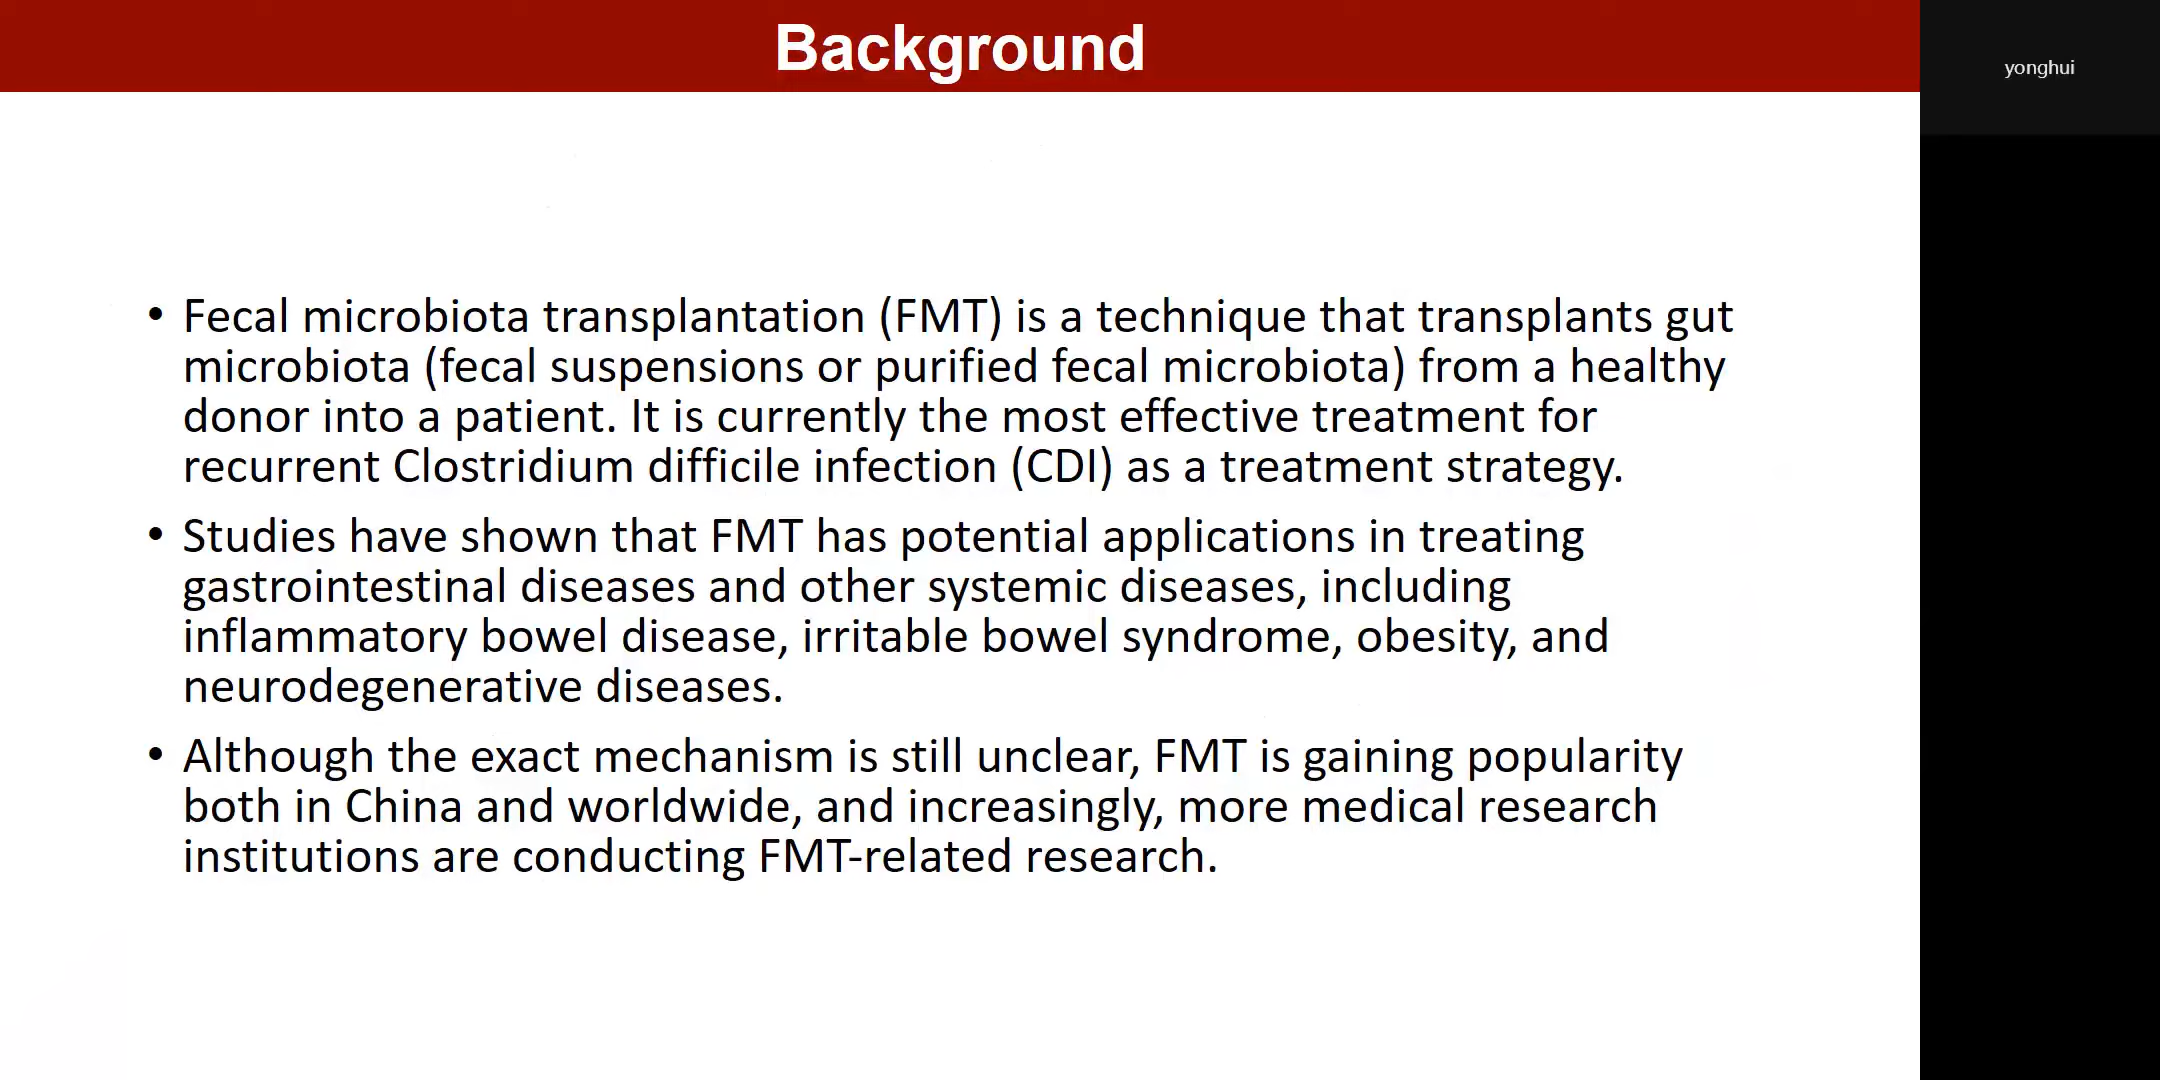 Background
yonghui
• Fecal microbiota transplantation (FMT) is a technique that transplants gut
microbiota (fecal suspensions or purified fecal microbiota) from a healthy
donor into a patient. It is currently the most effective treatment for
recurrent Clostridium difficile infection (CDI) as a treatment strategy.
• Studies have shown that FMT has potential applications in treating
gastrointestinal diseases and other systemic diseases, including
inflammatory bowel disease, irritable bowel syndrome, obesity, and
neurodegenerative diseases.
• Although the exact mechanism is still unclear, FMT is gaining popularity
both in China and worldwide, and increasingly, more medical research
institutions are conducting FMT-related research.